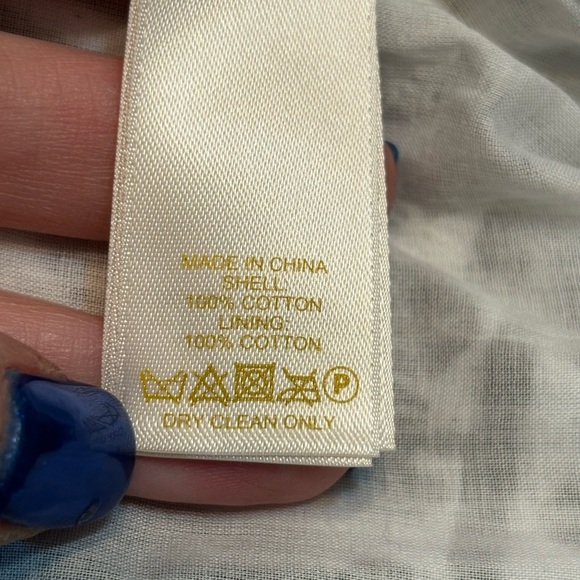 MADE IN CHINA
SHELL:
100% COTTON
LINING:
100% COTTON
P
DRY CLEAN ONLY